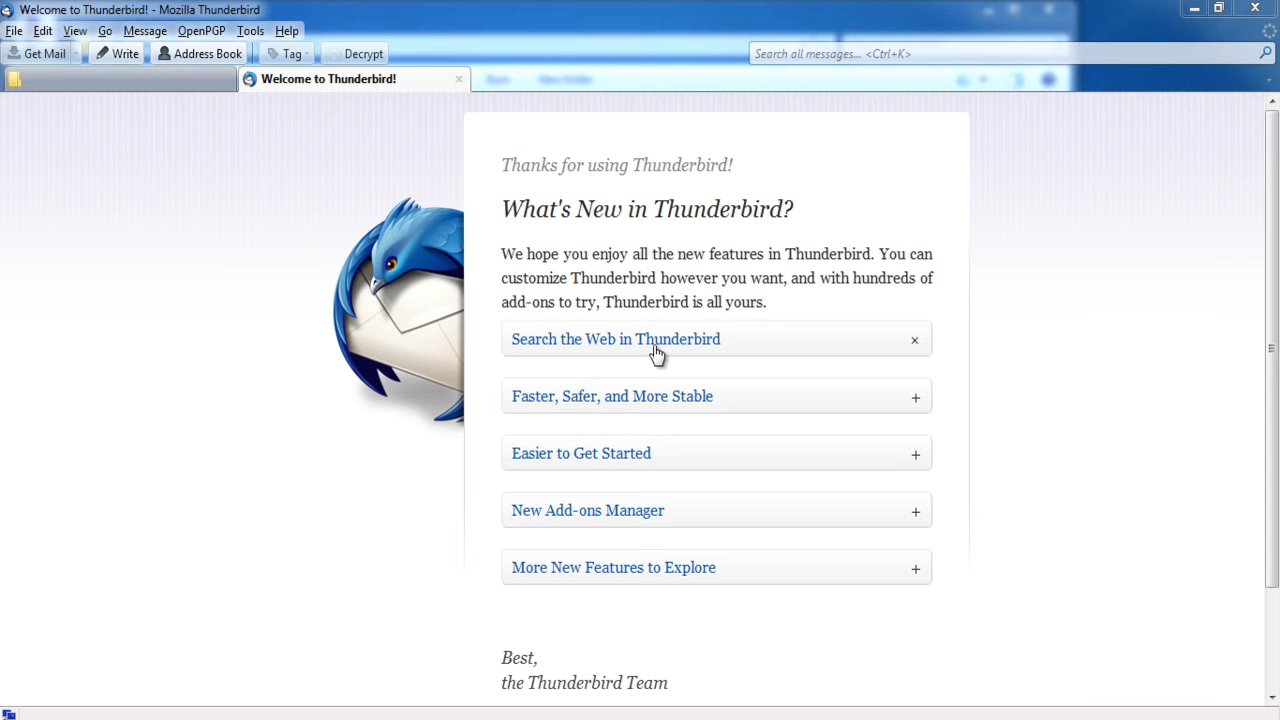 Welcome to Thunderbird! - Mozilla Thunderbird
File Edit View Go Message OpenPGP Tools Help
Get Mail Write Address Book Tag Decrypt Search all messages... <Ctrl+K>
Welcome to Thunderbird!
Thanks for using Thunderbird!
What's New in Thunderbird?
We hope you enjoy all the new features in Thunderbird. You can
customize Thunderbird however you want, and with hundreds of
add-ons to try, Thunderbird is all yours.
Search the Web in Thunderbird
Faster, Safer, and More Stable
Easier to Get Started
New Add-ons Manager
More New Features to Explore
Best,
the Thunderbird Team